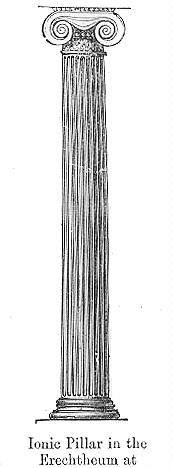 Ionic Pillar in the
Erechtheum at